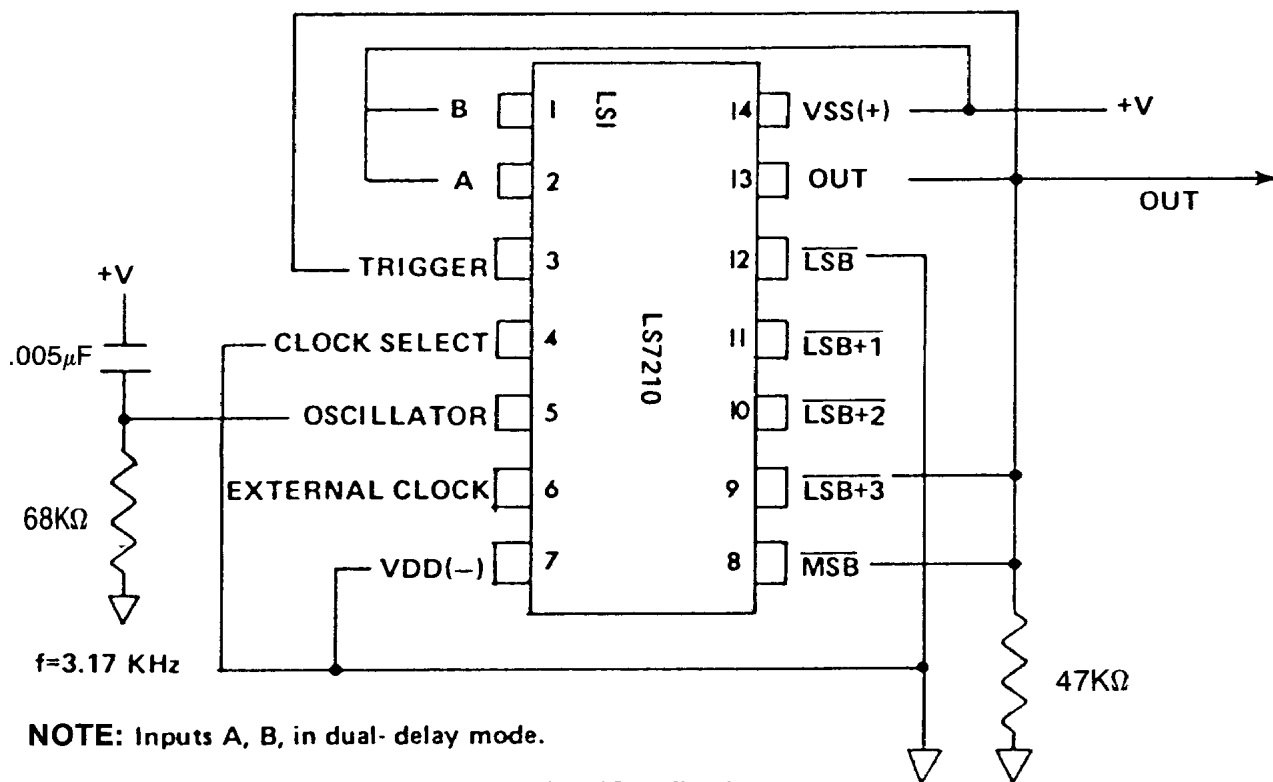 B 1 LSI 14 VSS(+) +V
A 2 13 OUT
OUT
TRIGGER 3 12 LSB
+V
CLOCK SELECT 4 LS7210 11 LSB+1
.005µF
OSCILLATOR 5 10 LSB+2
EXTERNAL CLOCK 6 9 LSB+3
68KΩ
VDD(−) 7 8 MSB
f=3.17 KHz
47KΩ
NOTE: Inputs A, B, in dual- delay mode.